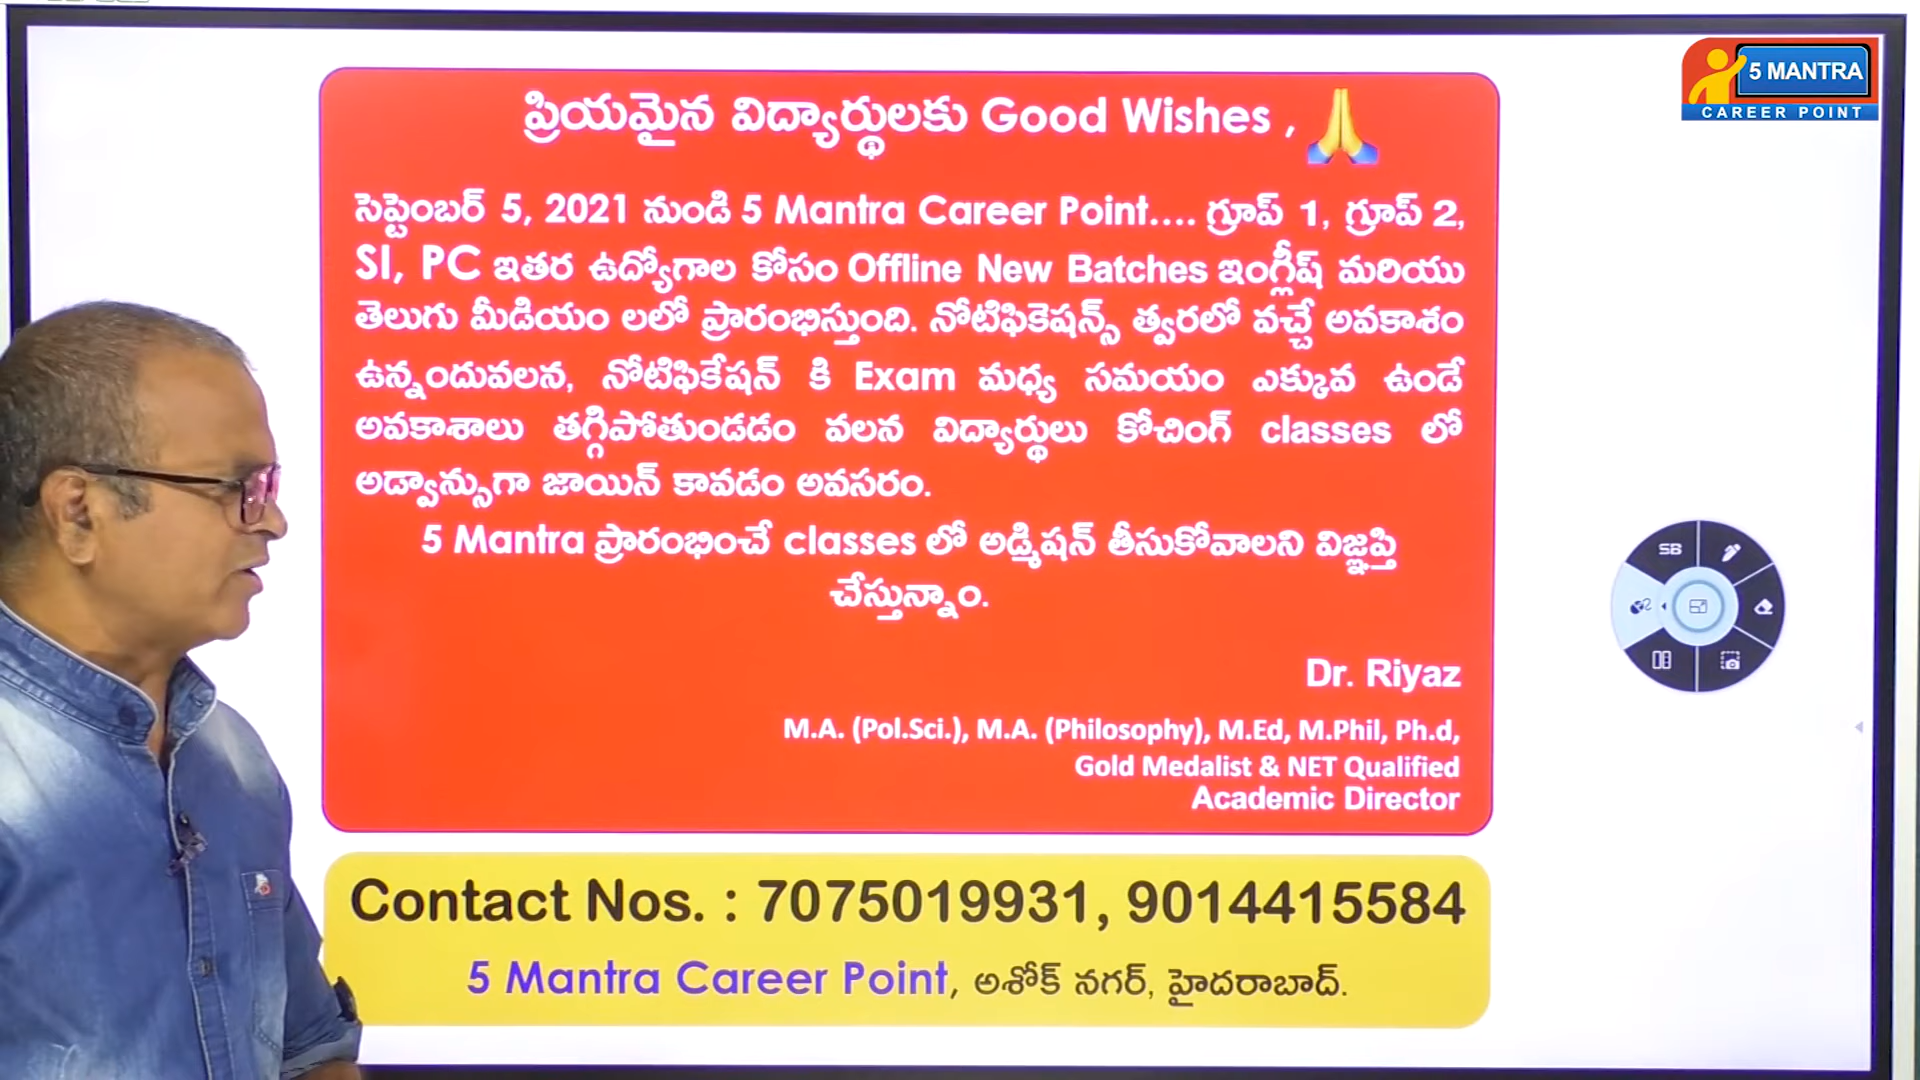 5 MANTRA
CAREER POINT
ప్రియమైన విద్యార్థులకు Good Wishes ,
సెప్టెంబర్ 5, 2021 నుండి 5 Mantra Career Point.... గ్రూప్ 1, గ్రూప్ 2,
SI, PC ఇతర ఉద్యోగాల కోసం Offline New Batches ఇంగ్లీష్ మరియు
తెలుగు మీడియం లలో ప్రారంభిస్తుంది. నోటిఫికెషన్స్ త్వరలో వచ్చే అవకాశం
ఉన్నందువలన, నోటిఫికేషన్ కి Exam మధ్య సమయం ఎక్కువ ఉండే
అవకాశాలు తగ్గిపోతుండడం వలన విద్యార్థులు కోచింగ్ classes లో
అడ్వాన్సుగా జాయిన్ కావడం అవసరం.
5 Mantra ప్రారంభించే classes లో అడ్మిషన్ తీసుకోవాలని విజ్ఞప్తి
చేస్తున్నాం.
Dr. Riyaz
M.A. (Pol.Sci.), M.A. (Philosophy), M.Ed, M.Phil, Ph.d,
Gold Medalist & NET Qualified
Academic Director
SB
Contact Nos. : 7075019931, 9014415584
5 Mantra Career Point, అశోక్ నగర్, హైదరాబాద్.